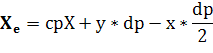 Xₑ = cpX + y * dp − x * dp/2